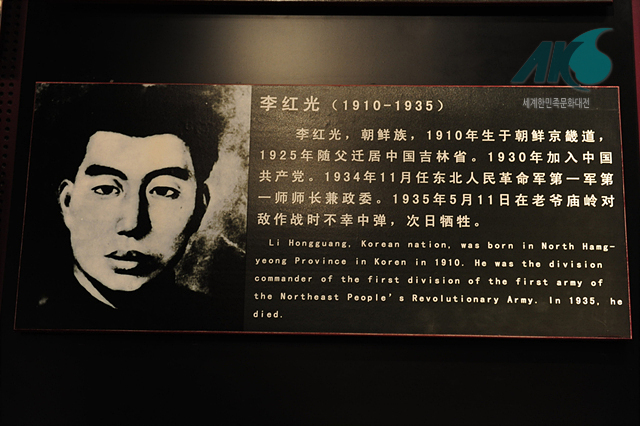 AKS
세계한민족문화대전
李红光（1910-1935）
李红光，朝鲜族，1910年生于朝鲜京畿道，
1925年随父迁居中国吉林省。1930年加入中国
共产党。1934年11月任东北人民革命军第一军第
一师师长兼政委。1935年5月11日在老爷庙岭对
敌作战时不幸中弹，次日牺牲。
Li Hongguang, Korean nation, was born in North Hamg-
yeong Province in Koren in 1910. He was the division
commander of the first division of the first army of
the Northeast People's Revolutionary Army. In 1935, he
died.